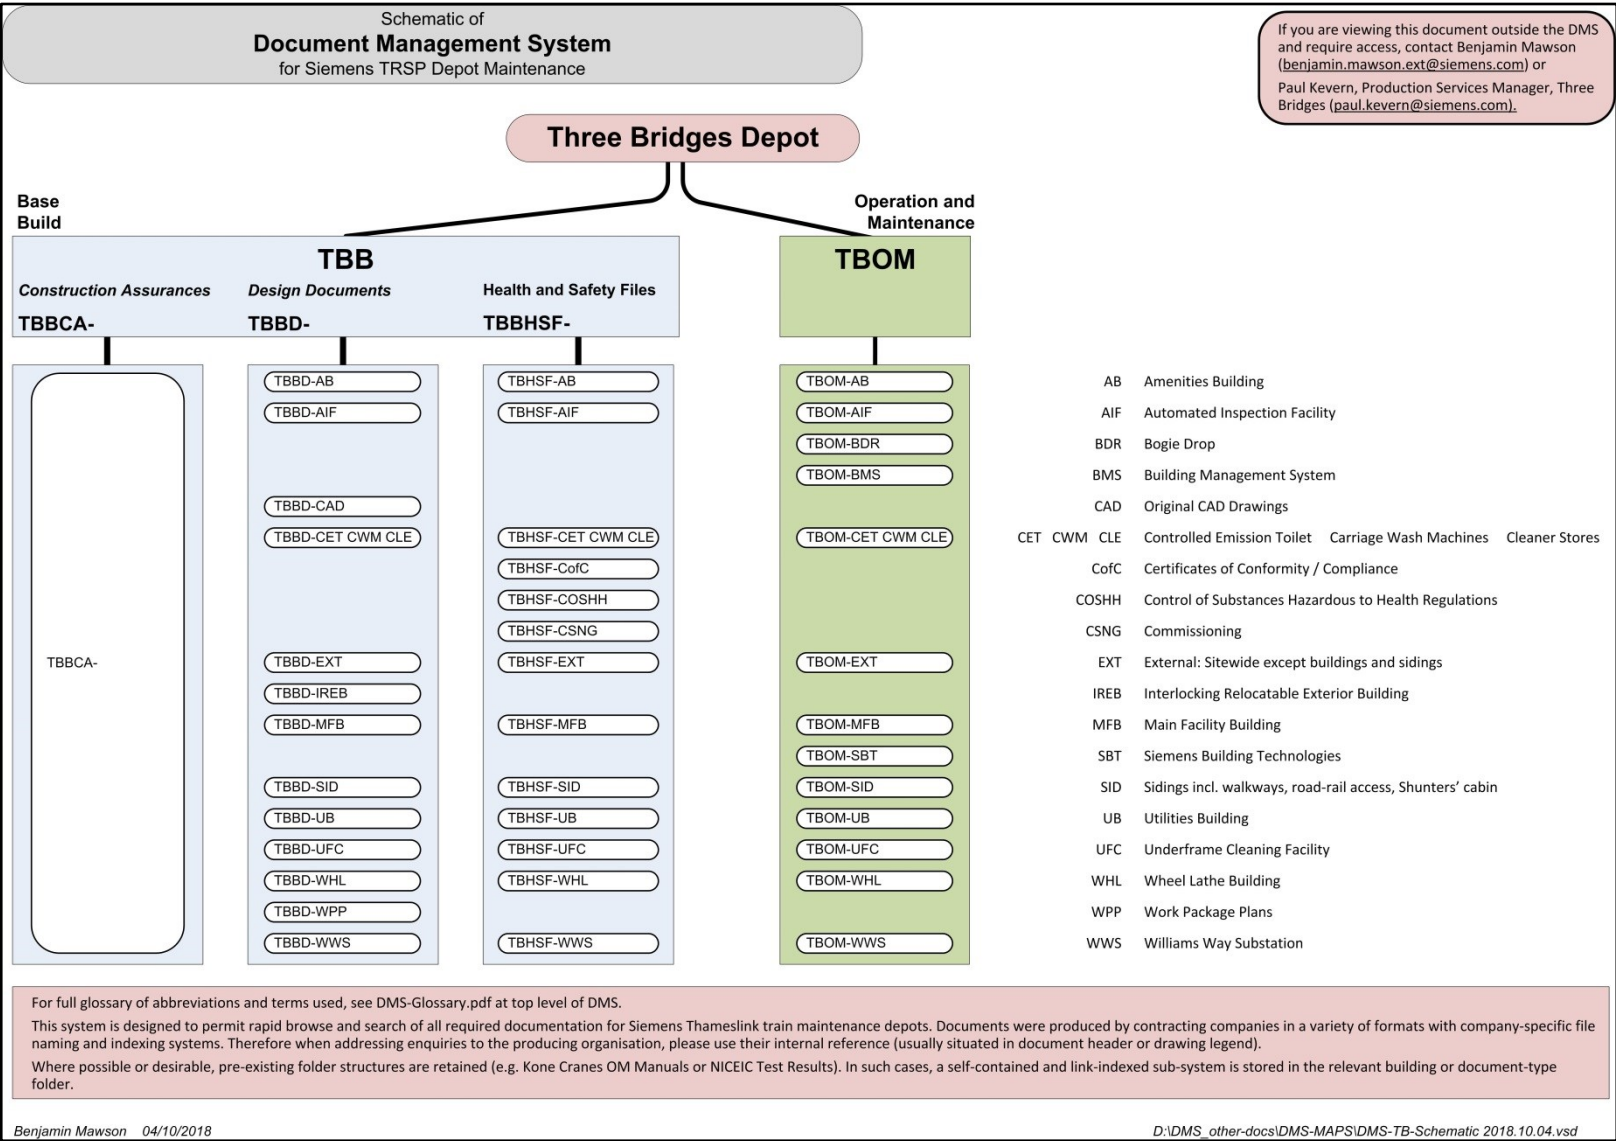 Schematic of
Document Management System
for Siemens TRSP Depot Maintenance
If you are viewing this document outside the DMS
and require access, contact Benjamin Mawson
(benjamin.mawson.ext@siemens.com) or
Paul Kevern, Production Services Manager, Three
Bridges (paul.kevern@siemens.com).
Three Bridges Depot
Base
Build
Operation and
Maintenance
TBB
Construction Assurances
Design Documents
Health and Safety Files
TBBCA-
TBBD-
TBBHSF-
TBOM
TBBCA-
TBBD-AB
TBBD-AIF
TBBD-CAD
TBBD-CET CWM CLE
TBBD-EXT
TBBD-IREB
TBBD-MFB
TBBD-SID
TBBD-UB
TBBD-UFC
TBBD-WHL
TBBD-WPP
TBBD-WWS
TBHSF-AB
TBHSF-AIF
TBHSF-CET CWM CLE
TBHSF-CofC
TBHSF-COSHH
TBHSF-CSNG
TBHSF-EXT
TBHSF-MFB
TBHSF-SID
TBHSF-UB
TBHSF-UFC
TBHSF-WHL
TBHSF-WWS
TBOM-AB
TBOM-AIF
TBOM-BDR
TBOM-BMS
TBOM-CET CWM CLE
TBOM-EXT
TBOM-MFB
TBOM-SBT
TBOM-SID
TBOM-UB
TBOM-UFC
TBOM-WHL
TBOM-WWS
AB Amenities Building
AIF Automated Inspection Facility
BDR Bogie Drop
BMS Building Management System
CAD Original CAD Drawings
CET CWM CLE Controlled Emission Toilet Carriage Wash Machines Cleaner Stores
CofC Certificates of Conformity / Compliance
COSHH Control of Substances Hazardous to Health Regulations
CSNG Commissioning
EXT External: Sitewide except buildings and sidings
IREB Interlocking Relocatable Exterior Building
MFB Main Facility Building
SBT Siemens Building Technologies
SID Sidings incl. walkways, road-rail access, Shunters’ cabin
UB Utilities Building
UFC Underframe Cleaning Facility
WHL Wheel Lathe Building
WPP Work Package Plans
WWS Williams Way Substation
For full glossary of abbreviations and terms used, see DMS-Glossary.pdf at top level of DMS.
This system is designed to permit rapid browse and search of all required documentation for Siemens Thameslink train maintenance depots. Documents were produced by contracting companies in a variety of formats with company-specific file
naming and indexing systems. Therefore when addressing enquiries to the producing organisation, please use their internal reference (usually situated in document header or drawing legend).
Where possible or desirable, pre-existing folder structures are retained (e.g. Kone Cranes OM Manuals or NICEIC Test Results). In such cases, a self-contained and link-indexed sub-system is stored in the relevant building or document-type
folder.
Benjamin Mawson 04/10/2018
D:\DMS_other-docs\DMS-MAPS\DMS-TB-Schematic 2018.10.04.vsd